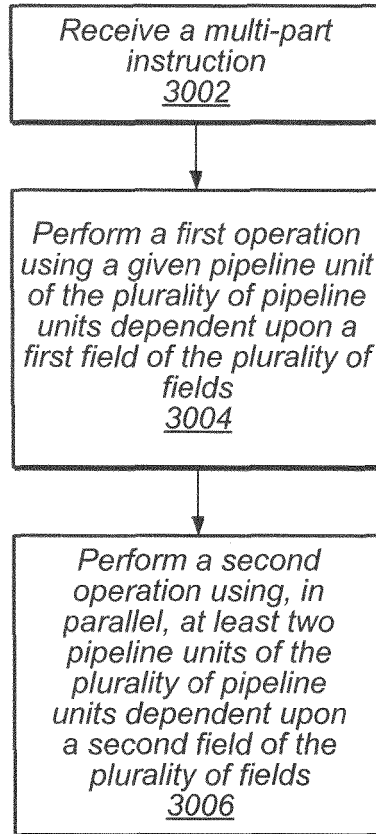 Receive a multi-part
instruction
3002
Perform a first operation
using a given pipeline unit
of the plurality of pipeline
units dependent upon a
first field of the plurality of
fields
3004
Perform a second
operation using, in
parallel, at least two
pipeline units of the
plurality of pipeline
units dependent upon
a second field of the
plurality of fields
3006